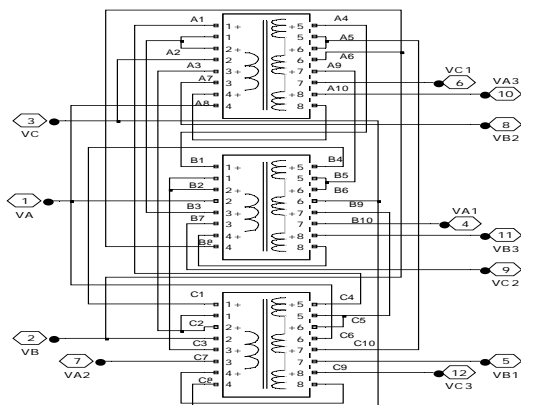 A1
A4
A2
A5
A3
A6
A7
A9
A8
A10
1 +
1
2 +
2
3 +
3
4 +
4
+5
5
+6
6
+7
7
+8
8
VC1
6
VA3
10
8
VB2
3
VC
B1
B4
B2
B5
B6
B3
B9
B7
B10
B8
1 +
1
2 +
2
3 +
3
4 +
4
+5
5
+6
6
+7
7
+8
8
1
VA
VA1
4
11
VB3
9
VC2
C1
C4
C2
C5
C3
C6
C7
C10
C8
C9
1 +
1
2 +
2
3 +
3
4 +
4
+5
5
+6
6
+7
7
+8
8
2
VB
7
VA2
5
VB1
12
VC3